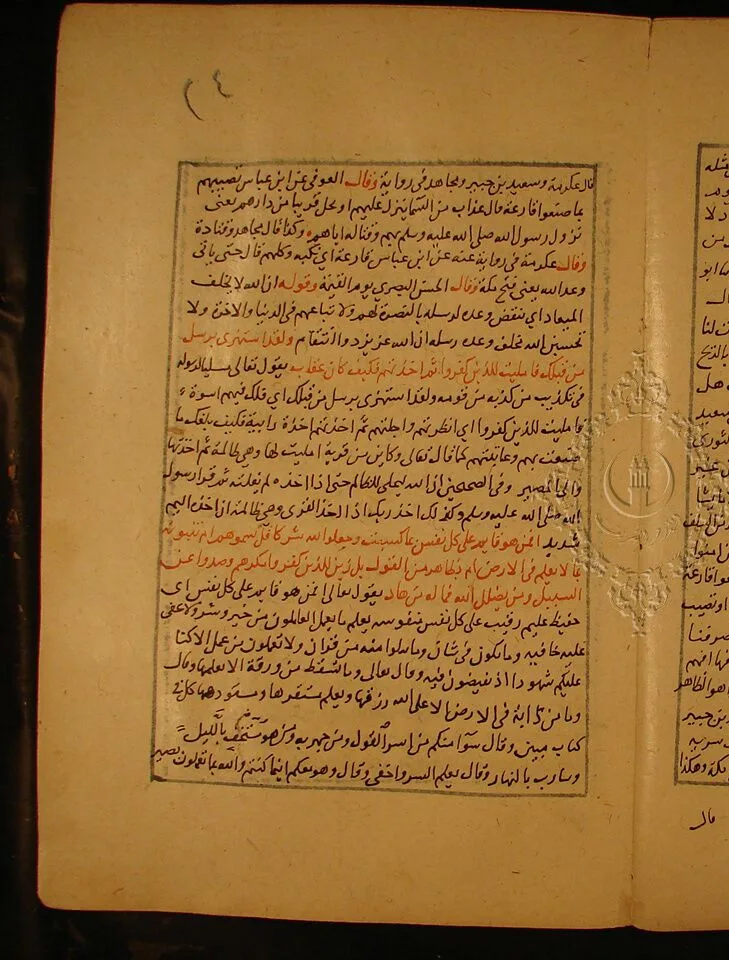 ٢٤
قال عكرمة وسعيد بن جبير ومجاهد في رواية وقال العوفي عن ابن عباس تصيبهم
بما صنعوا قارعة قال عذاب من السماء ينزل عليهم او تحل قريبا من دارهم يعني
نزول رسول الله صلى الله عليه وسلم بهم وقتاله اياهم وكذا قال مجاهد وقتادة
وقال عكرمة في رواية عنه عن ابن عباس قارعة اي نكبة وكلهم قال حتى ياتي
وعد الله يعني فتح مكة وقال الحسن البصري يوم القيمة وقوله ان الله لا يخلف
الميعاد اي لا ينقض وعده لرسله بالنصرة لهم ولاتباعهم في الدنيا والاخرة ولا
تحسبن الله مخلف وعده رسله ان الله عزيز ذو انتقام ولقد استهزى برسل
من قبلك فامليت للذين كفروا ثم اخذتهم فكيف كان عقاب يقول تعالى مسليا لرسوله
في تكذيب من كذبه من قومه ولقد استهزى برسل من قبلك اي فلك فيهم اسوة
فامليت للذين كفروا اي انظرتهم واجلتهم ثم اخذتهم اخذة رابية فكيف بلغك ما
صنعت بهم وعاقبتهم كما قال تعالى وكاين من قرية امليت لها وهي ظالمة ثم اخذتها
والي المصير وفي الصحيحين ان الله ليملي للظالم حتى اذا اخذه لم يفلته ثم قرا رسول
الله صلى الله عليه وسلم وكذلك اخذ ربك اذا اخذ القرى وهي ظالمة ان اخذه اليم
شديد افمن هو قايم على كل نفس بما كسبت وجعلوا لله شركا قل سموهم ام تنبيونه
بما لا يعلم في الارض ام بظاهر من القول بل زين للذين كفروا مكرهم وصدوا عن
السبيل ومن يضلل الله فما له من هاد يقول تعالى افمن هو قايم على كل نفس اي
حفيظ عليم رقيب على كل نفس منفوسه يعلم ما يعمل العاملون من خير وشر ولا يخفى
عليه خافيه وما تكون في شان وما تتلوا منه من قران ولا تعملون من عمل الا كنا
عليكم شهودا اذ تفيضون فيه وقال تعالى وما تسقط من ورقة الا يعلمها وقال
وما من دابة في الارض الا على الله رزقها ويعلم مستقرها ومستودعها كل في
كتاب مبين وقال سوا منكم من اسر القول ومن جهر به ومن هو مستخف بالليل
وسارب بالنهار وقال يعلم السر واخفى وقال وهو معكم اينما كنتم والله بما تعملون بصير